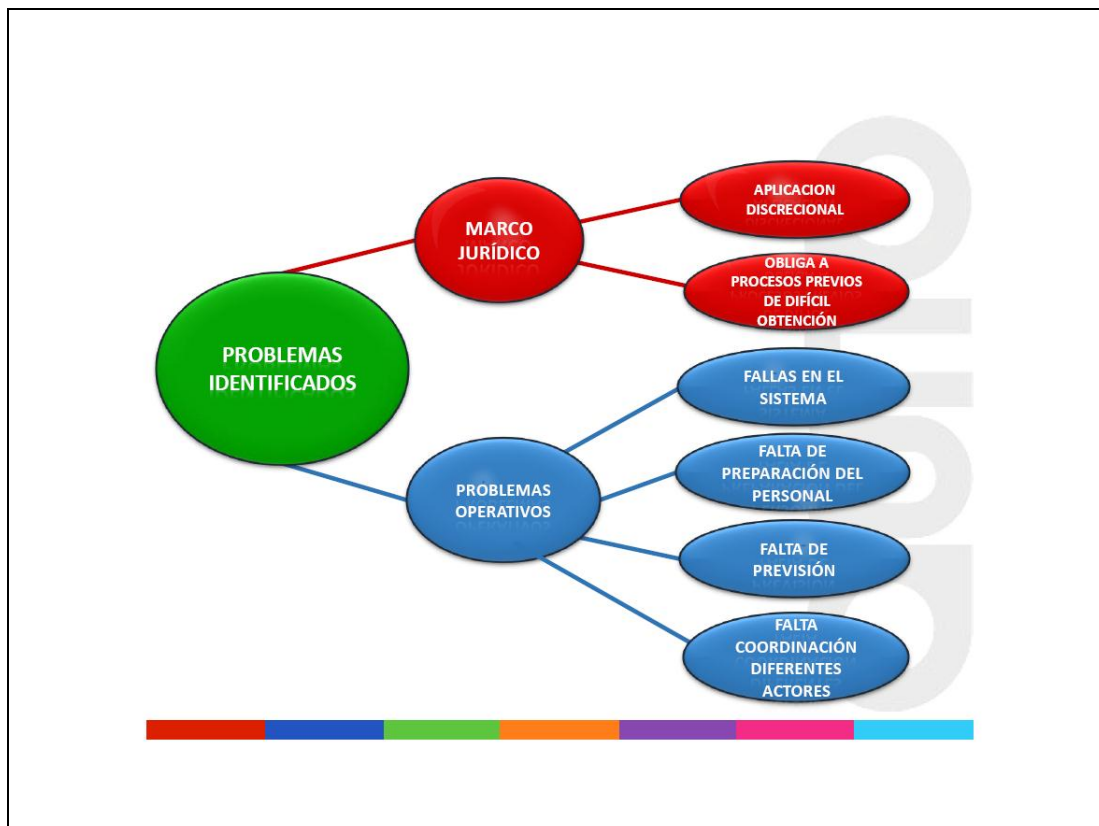 PROBLEMAS
IDENTIFICADOS
MARCO
JURÍDICO
APLICACION
DISCRECIONAL
OBLIGA A
PROCESOS PREVIOS
DE DIFÍCIL
OBTENCIÓN
PROBLEMAS
OPERATIVOS
FALLAS EN EL
SISTEMA
FALTA DE
PREPARACIÓN DEL
PERSONAL
FALTA DE
PREVISIÓN
FALTA
COORDINACIÓN
DIFERENTES
ACTORES